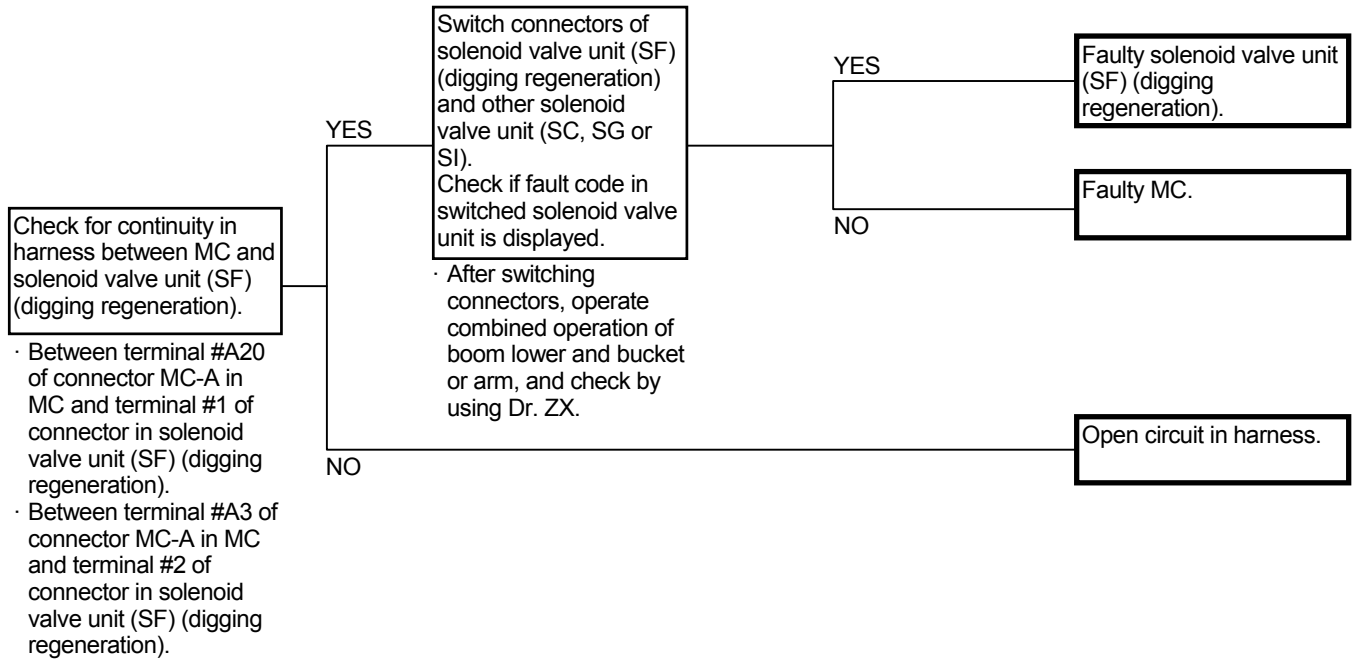 Check for continuity in
harness between MC and
solenoid valve unit (SF)
(digging regeneration).
· Between terminal #A20
of connector MC-A in
MC and terminal #1 of
connector in solenoid
valve unit (SF) (digging
regeneration).
· Between terminal #A3 of
connector MC-A in MC
and terminal #2 of
connector in solenoid
valve unit (SF) (digging
regeneration).
YES
Switch connectors of
solenoid valve unit (SF)
(digging regeneration)
and other solenoid
valve unit (SC, SG or
SI).
Check if fault code in
switched solenoid valve
unit is displayed.
· After switching
connectors, operate
combined operation of
boom lower and bucket
or arm, and check by
using Dr. ZX.
YES
Faulty solenoid valve unit
(SF) (digging
regeneration).
NO
Faulty MC.
NO
Open circuit in harness.